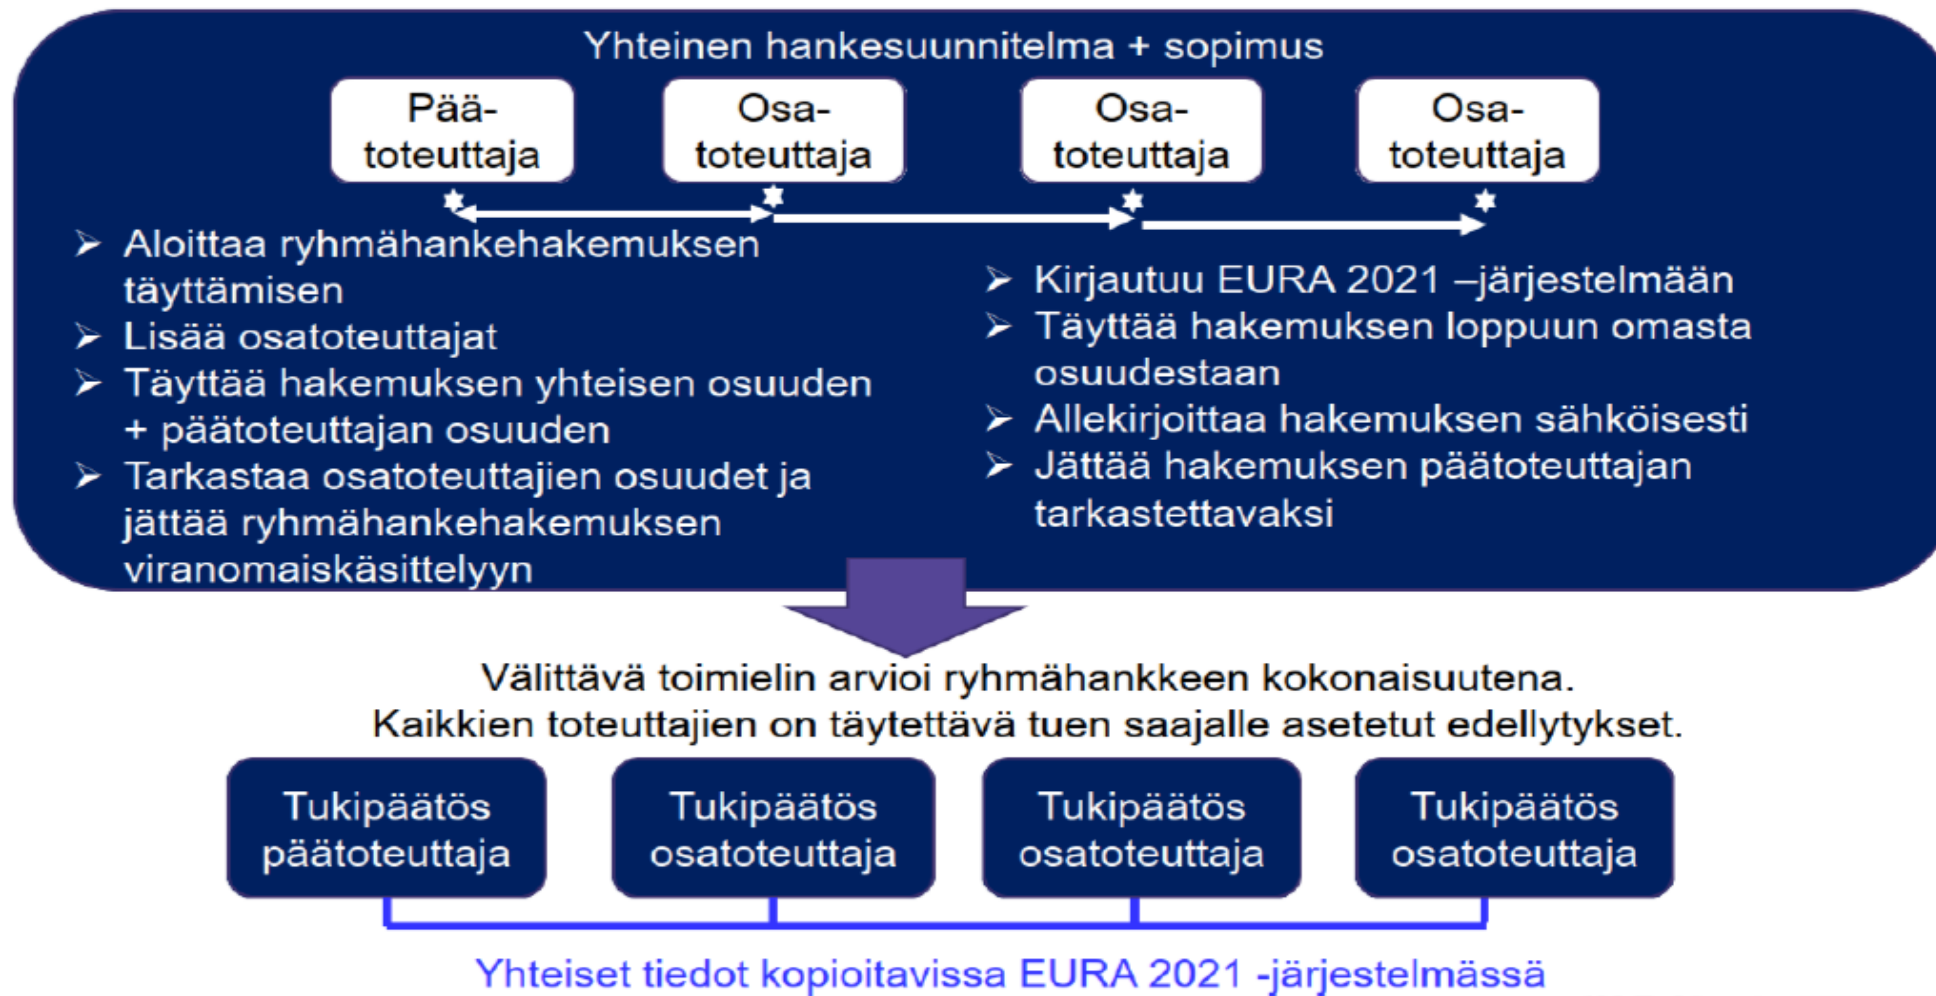 Yhteinen hankesuunnitelma + sopimus
Pää-
toteuttaja
Osa-
toteuttaja
Osa-
toteuttaja
Osa-
toteuttaja
➢ Aloittaa ryhmähankehakemuksen
täyttämisen
➢ Lisää osatoteuttajat
➢ Täyttää hakemuksen yhteisen osuuden
+ päätoteuttajan osuuden
➢ Tarkastaa osatoteuttajien osuudet ja
jättää ryhmähankehakemuksen
viranomaiskäsittelyyn
➢ Kirjautuu EURA 2021 –järjestelmään
➢ Täyttää hakemuksen loppuun omasta
osuudestaan
➢ Allekirjoittaa hakemuksen sähköisesti
➢ Jättää hakemuksen päätoteuttajan
tarkastettavaksi
Välittävä toimielin arvioi ryhmähankkeen kokonaisuutena.
Kaikkien toteuttajien on täytettävä tuen saajalle asetetut edellytykset.
Tukipäätös
päätoteuttaja
Tukipäätös
osatoteuttaja
Tukipäätös
osatoteuttaja
Tukipäätös
osatoteuttaja
Yhteiset tiedot kopioitavissa EURA 2021 -järjestelmässä